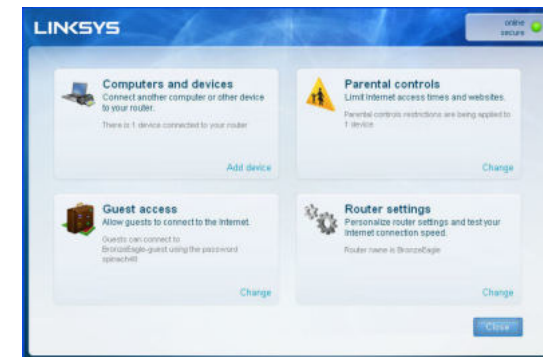 LINKSYS
online
secure
Computers and devices
Connect another computer or other device
to your router.
There is 1 device connected to your router
Add device
Parental controls
Limit Internet access times and websites.
Parental controls restrictions are being applied to
1 device
Change
Guest access
Allow guests to connect to the Internet.
Guests can connect to
BronzeEagle-guest using the password
spinach48
Change
Router settings
Personalize router settings and test your
Internet connection speed.
Router name is BronzeEagle
Change
Close